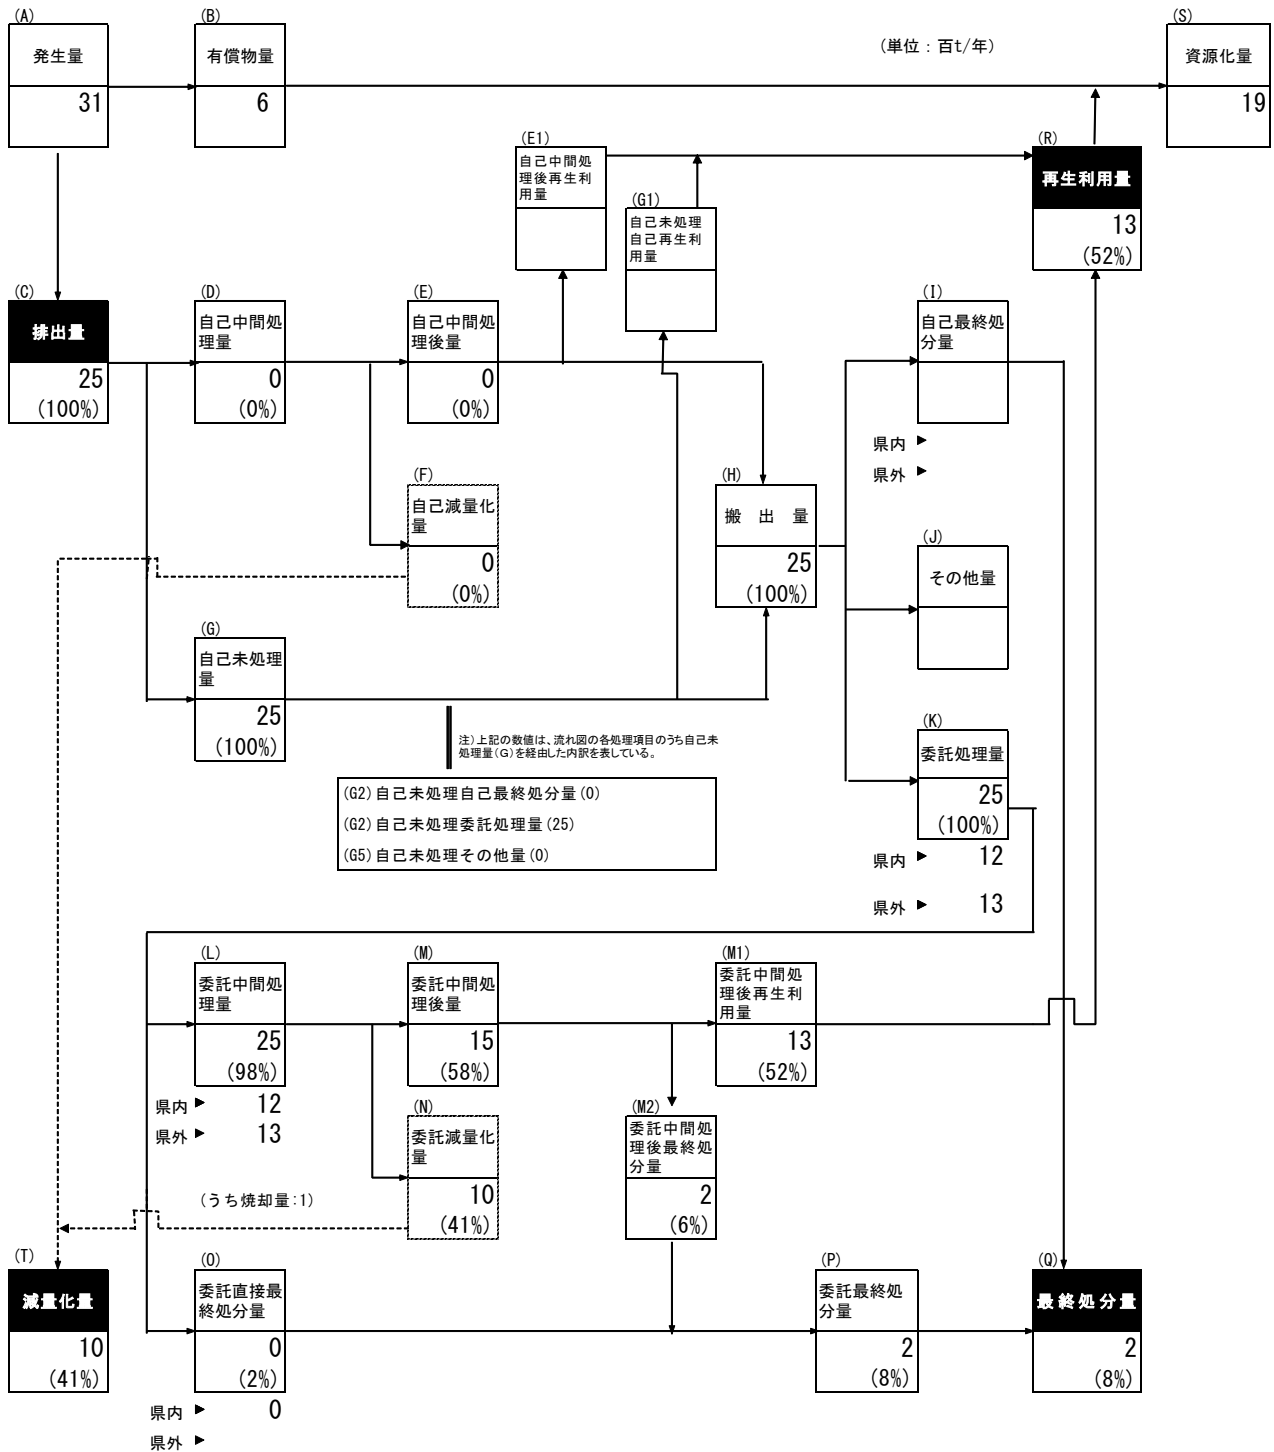 (A)
発生量
31
(B)
有償物量
6
(単位：百t/年)
(S)
資源化量
19
(E1)
自己中間処
理後再生利
用量
(G1)
自己未処理
自己再生利
用量
(R)
再生利用量
13
(52%)
(C)
排出量
25
(100%)
(D)
自己中間処
理量
0
(0%)
(E)
自己中間処
理後量
0
(0%)
(I)
自己最終処
分量
県内
県外
(F)
自己減量化
量
0
(0%)
(H)
搬 出 量
25
(100%)
(J)
その他量
(G)
自己未処理
量
25
(100%)
注)上記の数値は、流れ図の各処理項目のうち自己未
処理量(G)を経由した内訳を表している。
(G2)自己未処理自己最終処分量(0)
(G2)自己未処理委託処理量(25)
(G5)自己未処理その他量(0)
(K)
委託処理量
25
(100%)
県内 12
県外 13
(L)
委託中間処
理量
25
(98%)
県内 12
県外 13
(M)
委託中間処
理後量
15
(58%)
(M1)
委託中間処
理後再生利
用量
13
(52%)
(N)
委託減量化
量
10
(41%)
(M2)
委託中間処
理後最終処
分量
2
(6%)
(うち焼却量:1)
(T)
減量化量
10
(41%)
(O)
委託直接最
終処分量
0
(2%)
県内 0
県外
(P)
委託最終処
分量
2
(8%)
(Q)
最終処分量
2
(8%)